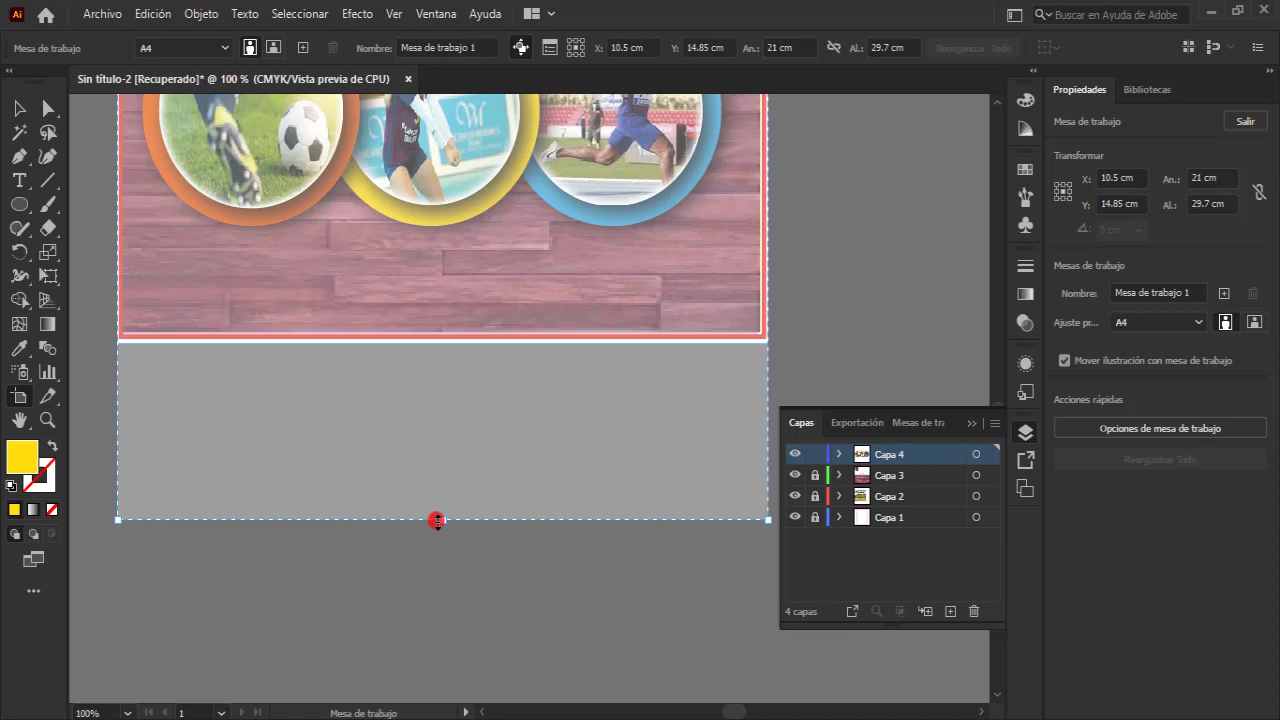 Ai
Archivo Edición Objeto Texto Seleccionar Efecto Ver Ventana Ayuda
Buscar en Ayuda de Adobe
Mesa de trabajo A4 Nombre: Mesa de trabajo 1 X: 10.5 cm Y: 14.85 cm An.: 21 cm Al.: 29.7 cm Reorganizar Todo
Sin título-2 [Recuperado]* @ 100 % (CMYK/Vista previa de CPU)
Propiedades Bibliotecas
Mesa de trabajo Salir
Transformar
X: 10.5 cm An.: 21 cm
Y: 14.85 cm Al.: 29.7 cm
0 cm
Mesas de trabajo
Nombre: Mesa de trabajo 1
Ajuste pr... A4
Mover ilustración con mesa de trabajo
Acciones rápidas
Opciones de mesa de trabajo
Reorganizar Todo
W
Capas Exportación Mesas de tra
Capa 4
Capa 3
Capa 2
Capa 1
4 capas
100% 1 Mesa de trabajo